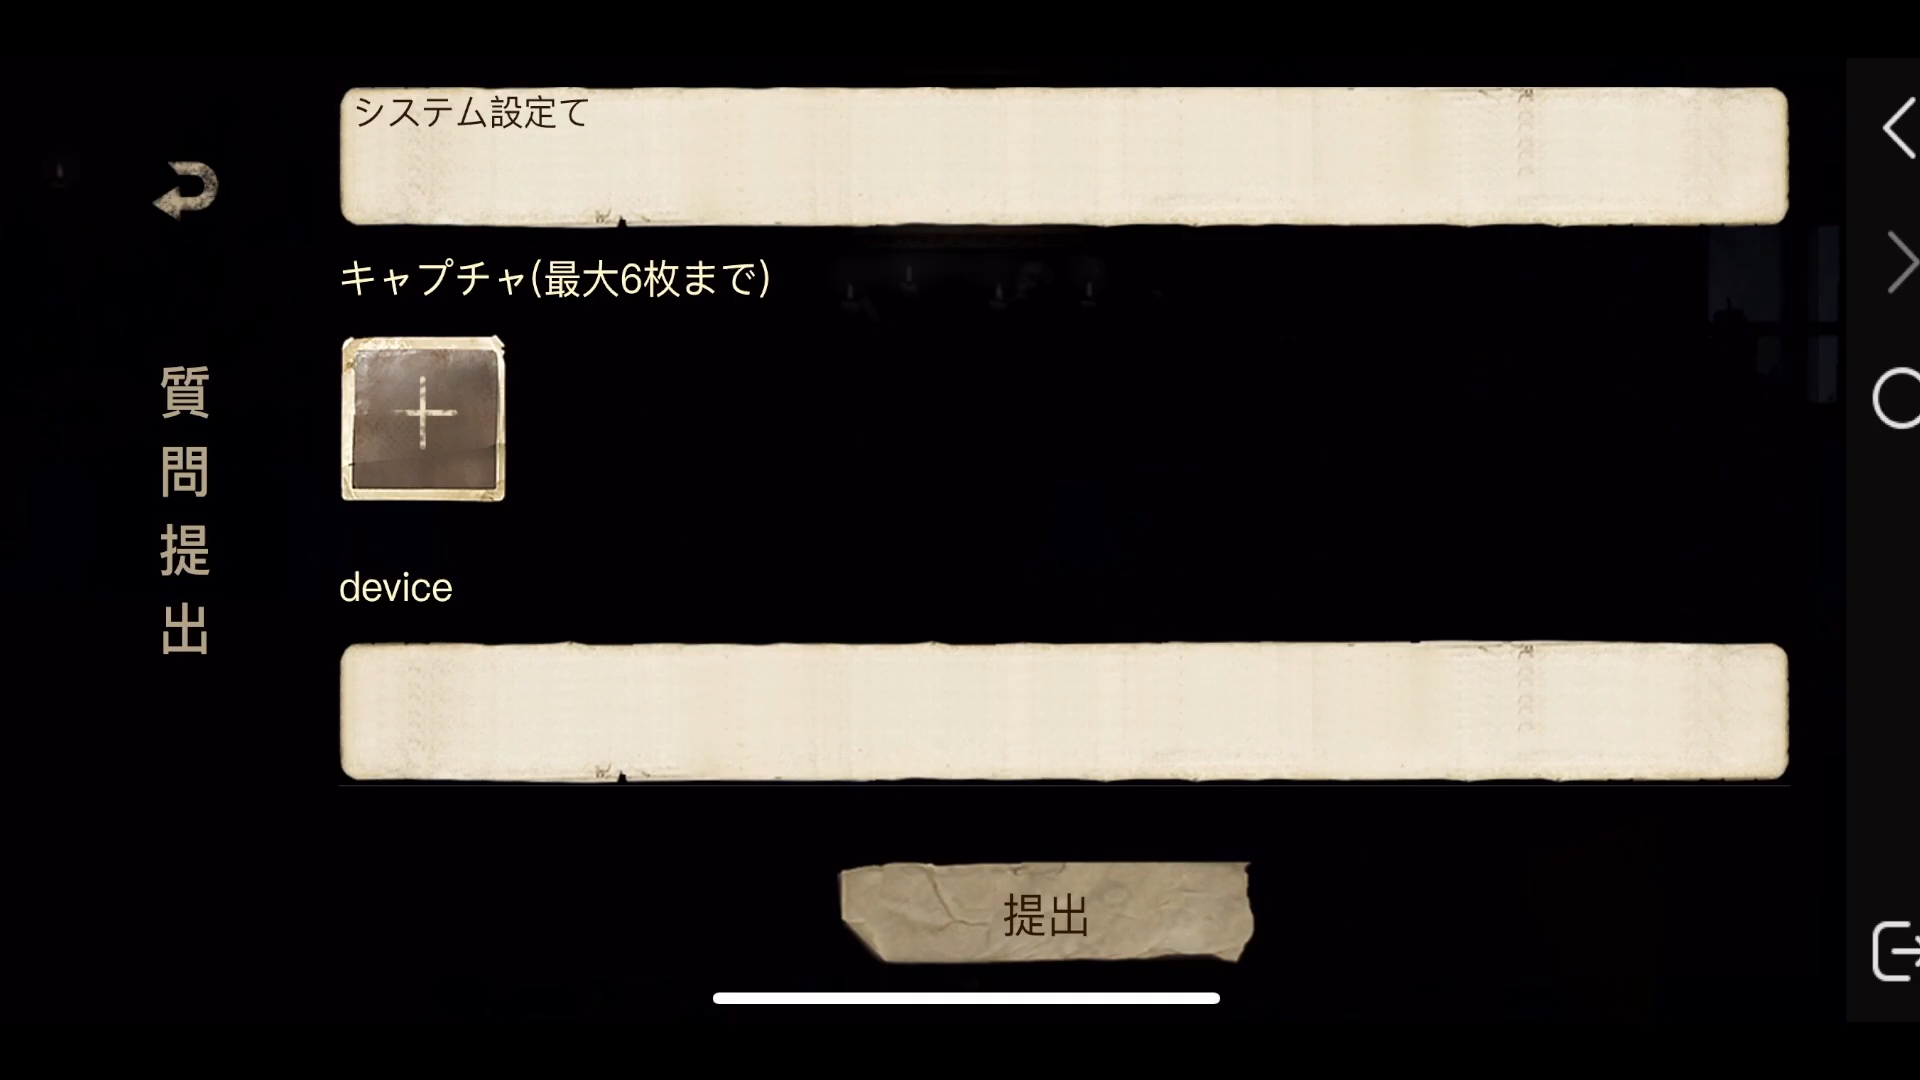 質問提出
システム設定て
キャプチャ(最大6枚まで)
device
提出